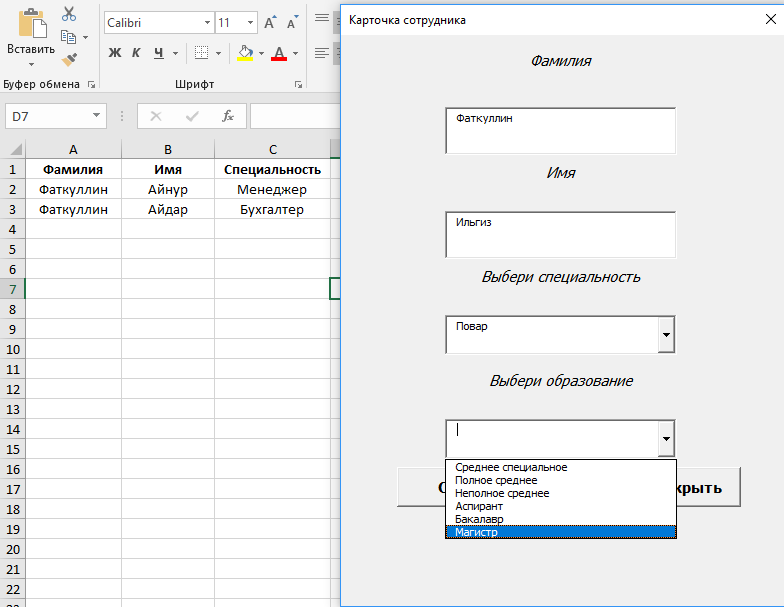 Вставить
Буфер обмена
Calibri
11
A
A
Ж К Ч А
Шрифт
D7
fx
A B C
1 Фамилия Имя Специальность
2 Фаткуллин Айнур Менеджер
3 Фаткуллин Айдар Бухгалтер
4
5
6
7
8
9
10
11
12
13
14
15
16
17
18
19
20
21
22
Карточка сотрудника
Фамилия
Фаткуллин
Имя
Ильгиз
Выбери специальность
Повар
Выбери образование
Среднее специальное
Полное среднее
Неполное среднее
Аспирант
Бакалавр
Магистр